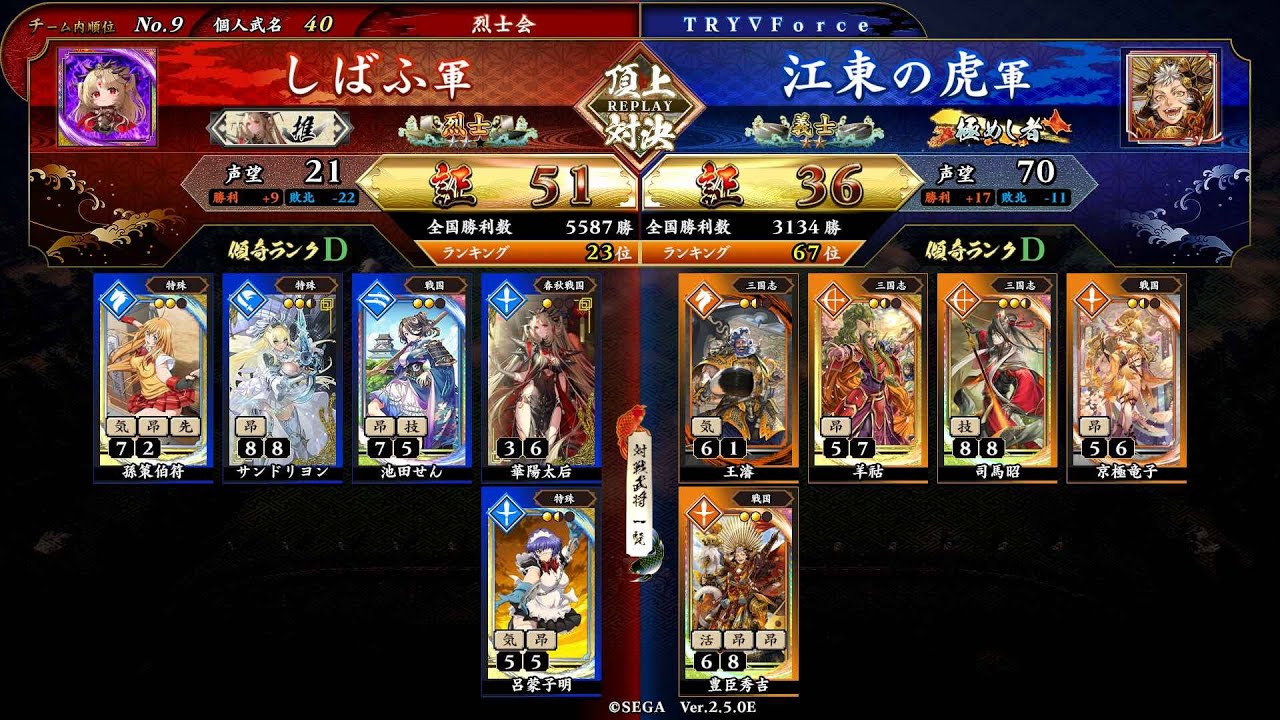 チーム内順位 No.9 個人武名 40 烈士会
TRY∇Force
しばふ軍
頂上
REPLAY
対決
江東の虎軍
推 烈士
義士 極めし者
声望 21
勝利 +9 敗北 -22
証 51
証 36
声望 70
勝利 +17 敗北 -11
全国勝利数 5587勝
全国勝利数 3134勝
ランキング 23位
ランキング 67位
傾奇ランクD
傾奇ランクD
特殊
気 昂 先
7 2
孫策伯符
特殊
昂
8 8
サンドリヨン
戦国
昂 技
7 5
池田せん
春秋戦国
3 6
華陽太后
特殊
気 昂
5 5
呂蒙子明
対戦武将一覧
三国志
気
6 1
王濬
三国志
昂
5 7
羊祜
三国志
技
8 8
司馬昭
戦国
昂
5 6
京極竜子
戦国
活 昂 昂
6 8
豊臣秀吉
©SEGA Ver.2.5.0E